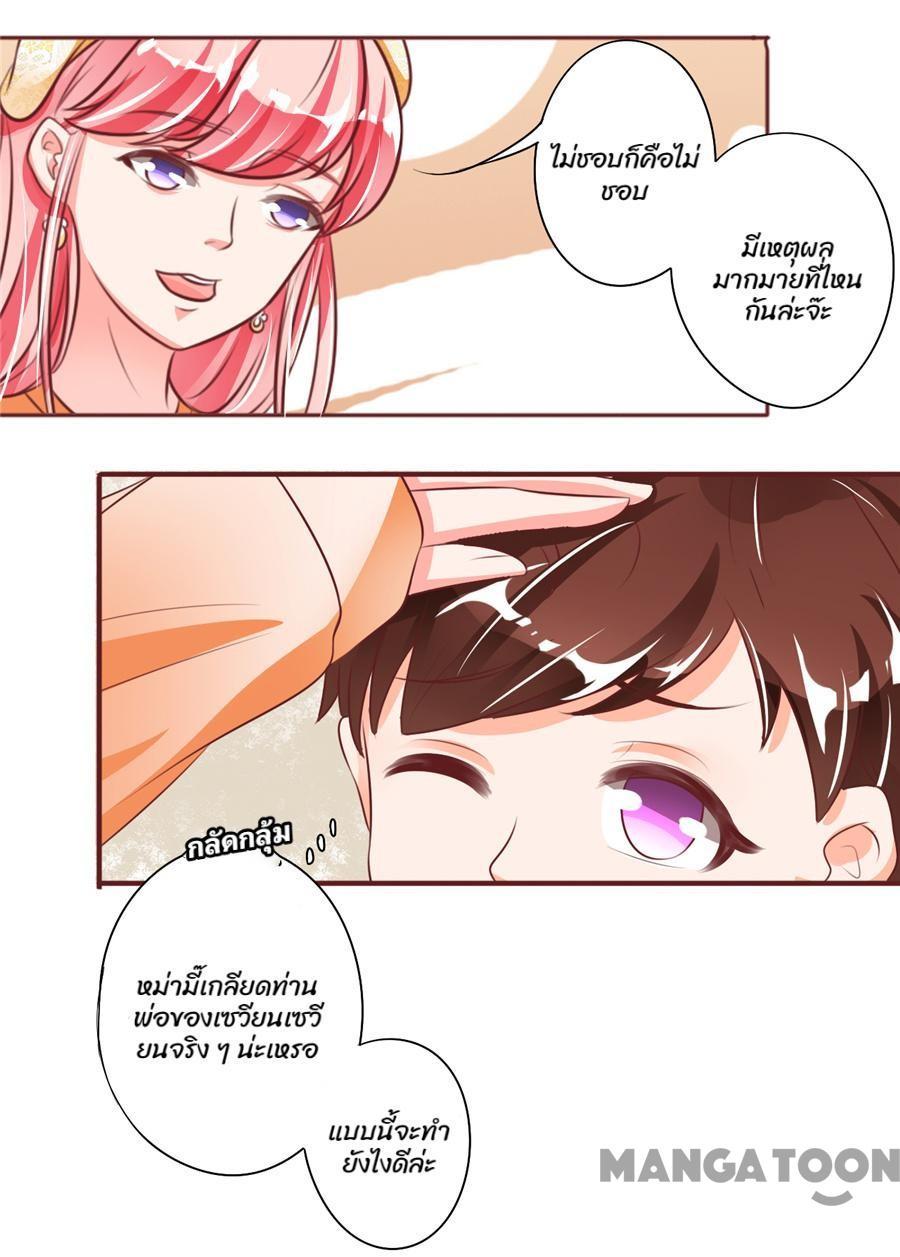 ไม่ชอบก็คือไม่
ชอบ
มีเหตุผล
มากมายที่ไหน
กันล่ะจ๊ะ
กลัดกลุ้ม
หม่ามี๊เกลียดท่าน
พ่อของเซวียนเซวี
ยนจริง ๆ น่ะเหรอ
แบบนี้จะทำ
ยังไงดีล่ะ
MANGA TOON